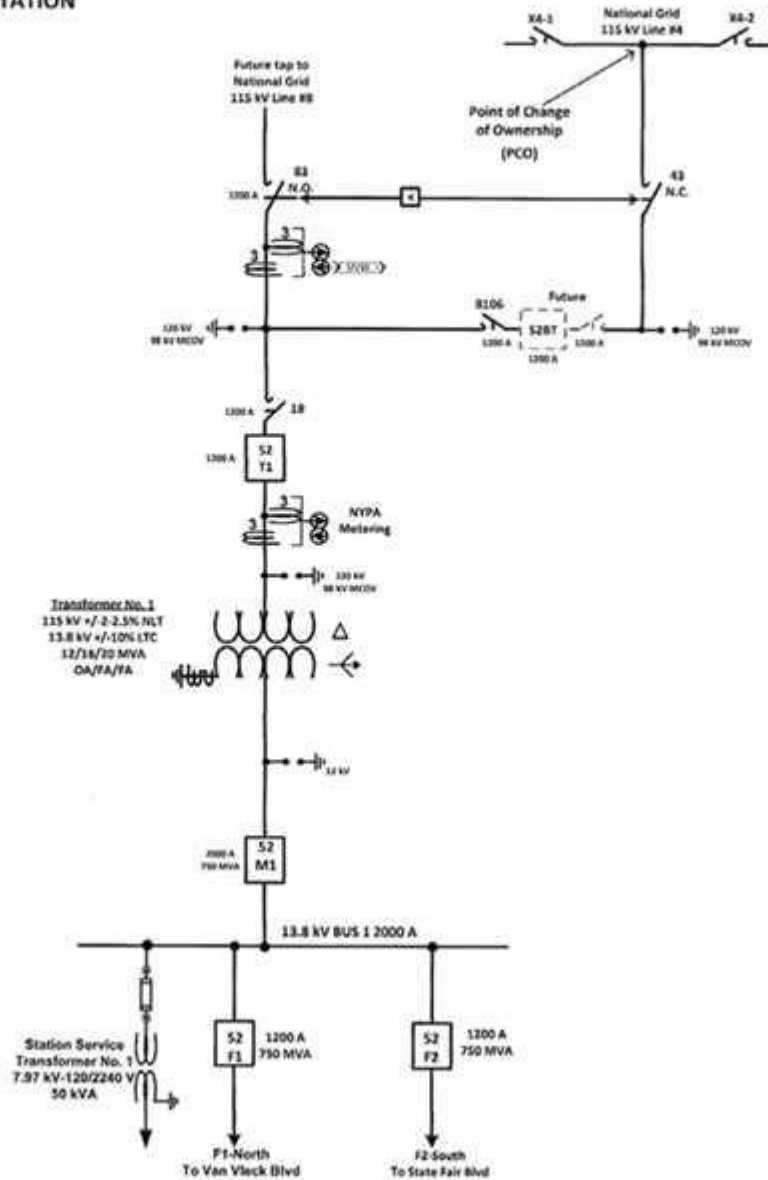 TATION
X4-1
National Grid
115 kV Line #4
X4-2
Future tap to
National Grid
115 kV Line #8
Point of Change
of Ownership
(PCO)
83
N.O.
1200 A
43
N.C.
3
3
Future
8106
52BT
1200 A
1200 A
1200 A
120 kV
98 kV MCOV
120 kV
98 kV MCOV
1200 A
19
52
T1
1200 A
3
3
NYPA
Metering
120 kV
98 kV MCOV
Transformer No. 1
115 kV +/-2-2.5% NLT
13.8 kV +/-10% LTC
12/16/20 MVA
OA/FA/FA
12 kV
2000 A
750 MVA
52
M1
13.8 kV BUS 1 2000 A
Station Service
Transformer No. 1
7.97 kV-120/2240 V
50 kVA
52
F1
1200 A
750 MVA
52
F2
1200 A
750 MVA
F1-North
To Van Vleck Blvd
F2-South
To State Fair Blvd